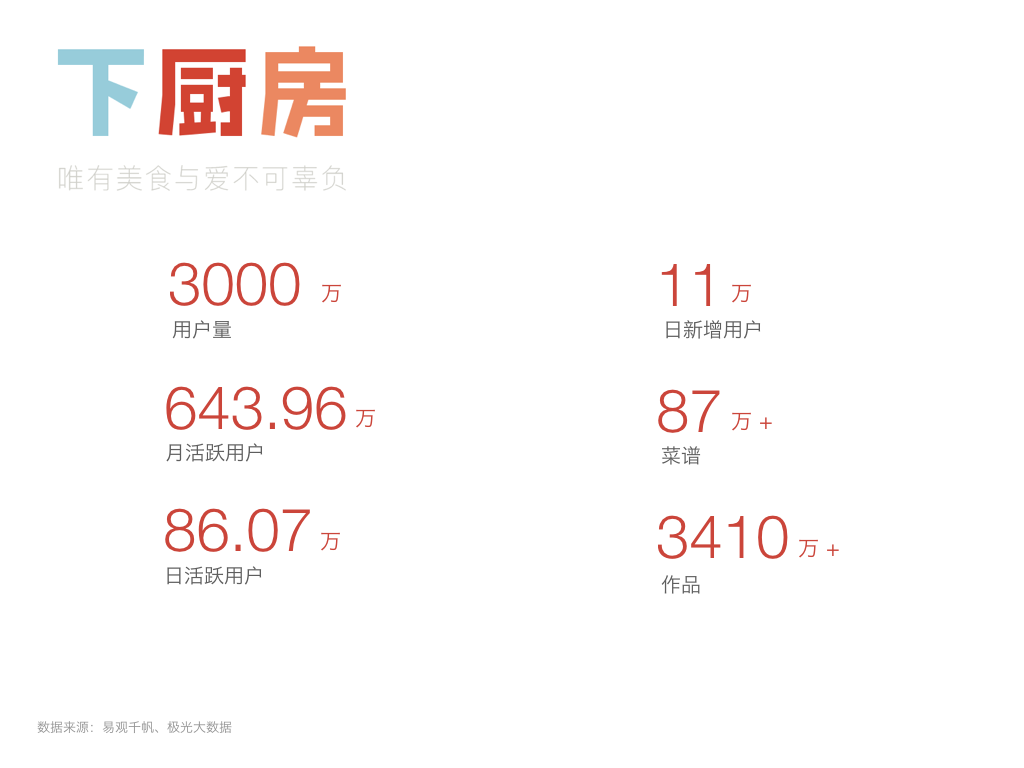 下厨房
唯有美食与爱不可辜负
3000 万
用户量
11 万
日新增用户
643.96 万
月活跃用户
87 万 +
菜谱
86.07 万
日活跃用户
3410 万 +
作品
数据来源：易观千帆、极光大数据